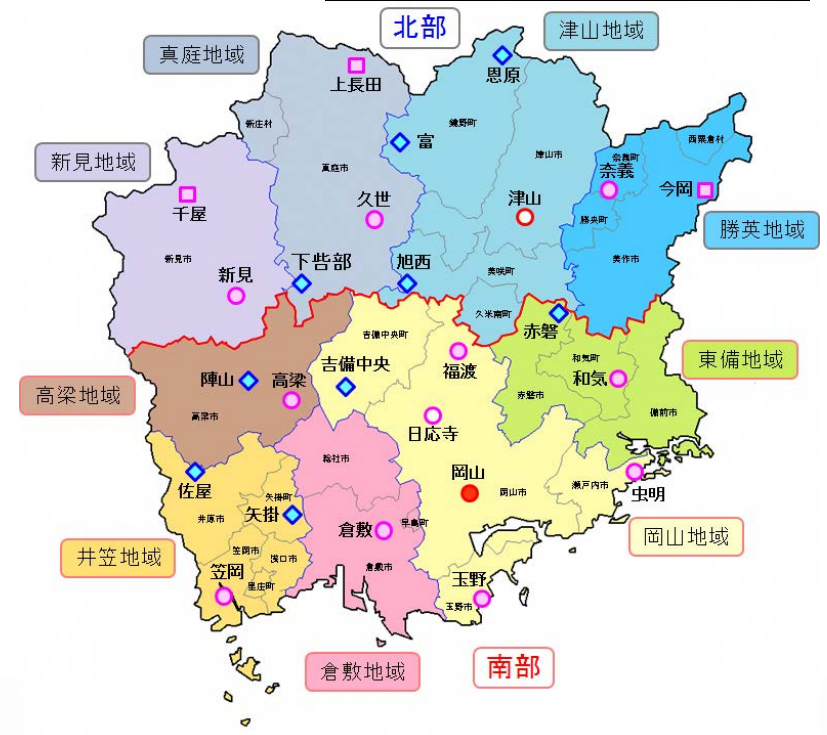 北部
津山地域
真庭地域
恩原
上長田
新庄村
鏡野町
西粟倉村
富
津山市
奈義町
奈義
新見地域
真庭市
今岡
千屋
久世
津山
勝央町
勝英地域
新見市
下呰部
旭西
美咲町
美作市
新見
久米南町
赤磐
吉備中央町
和気町
東備地域
吉備中央
福渡
陣山
高梁
和気
高梁地域
赤磐市
高梁市
日応寺
備前市
総社市
佐屋
岡山
矢掛町
岡山市
瀬戸内市
虫明
矢掛
井原市
倉敷
早島町
岡山地域
井笠地域
笠岡市
浅口市
笠岡
倉敷市
玉野
里庄町
玉野市
倉敷地域
南部